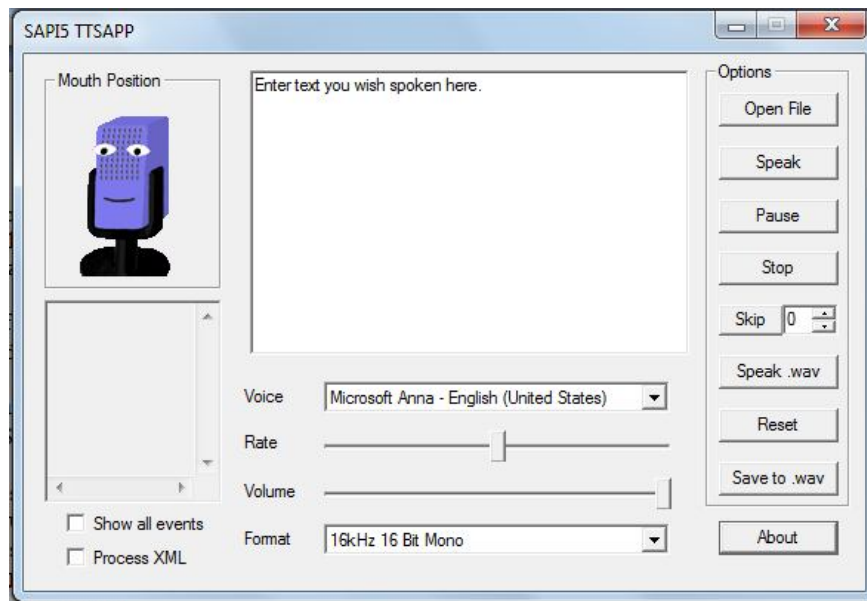 SAPI5 TTSAPP
Mouth Position
Enter text you wish spoken here.
Options
Open File
Speak
Pause
Stop
Skip 0
Speak .wav
Reset
Save to .wav
About
Voice Microsoft Anna - English (United States)
Rate
Volume
Format 16kHz 16 Bit Mono
Show all events
Process XML